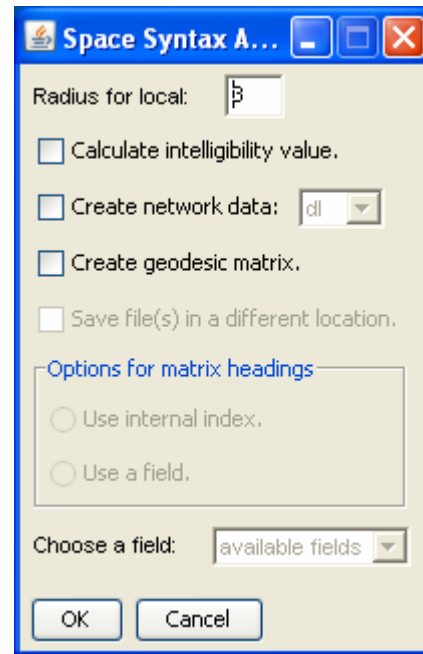 Space Syntax A...
Radius for local: 3
Calculate intelligibility value.
Create network data: dl
Create geodesic matrix.
Save file(s) in a different location.
Options for matrix headings
Use internal index.
Use a field.
Choose a field: available fields
OK Cancel